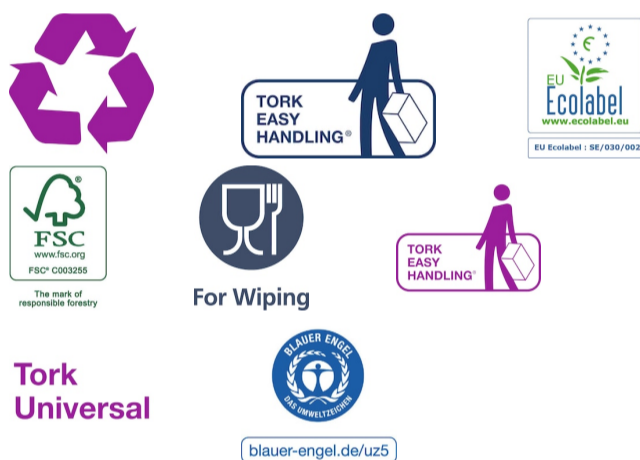 TORK
EASY
HANDLING®
EU
Ecolabel
www.ecolabel.eu
EU Ecolabel : SE/030/002
FSC
www.fsc.org
FSC® C003255
The mark of
responsible forestry
For Wiping
TORK
EASY
HANDLING®
Tork
Universal
BLAUER ENGEL
DAS UMWELTZEICHEN
blauer-engel.de/uz5